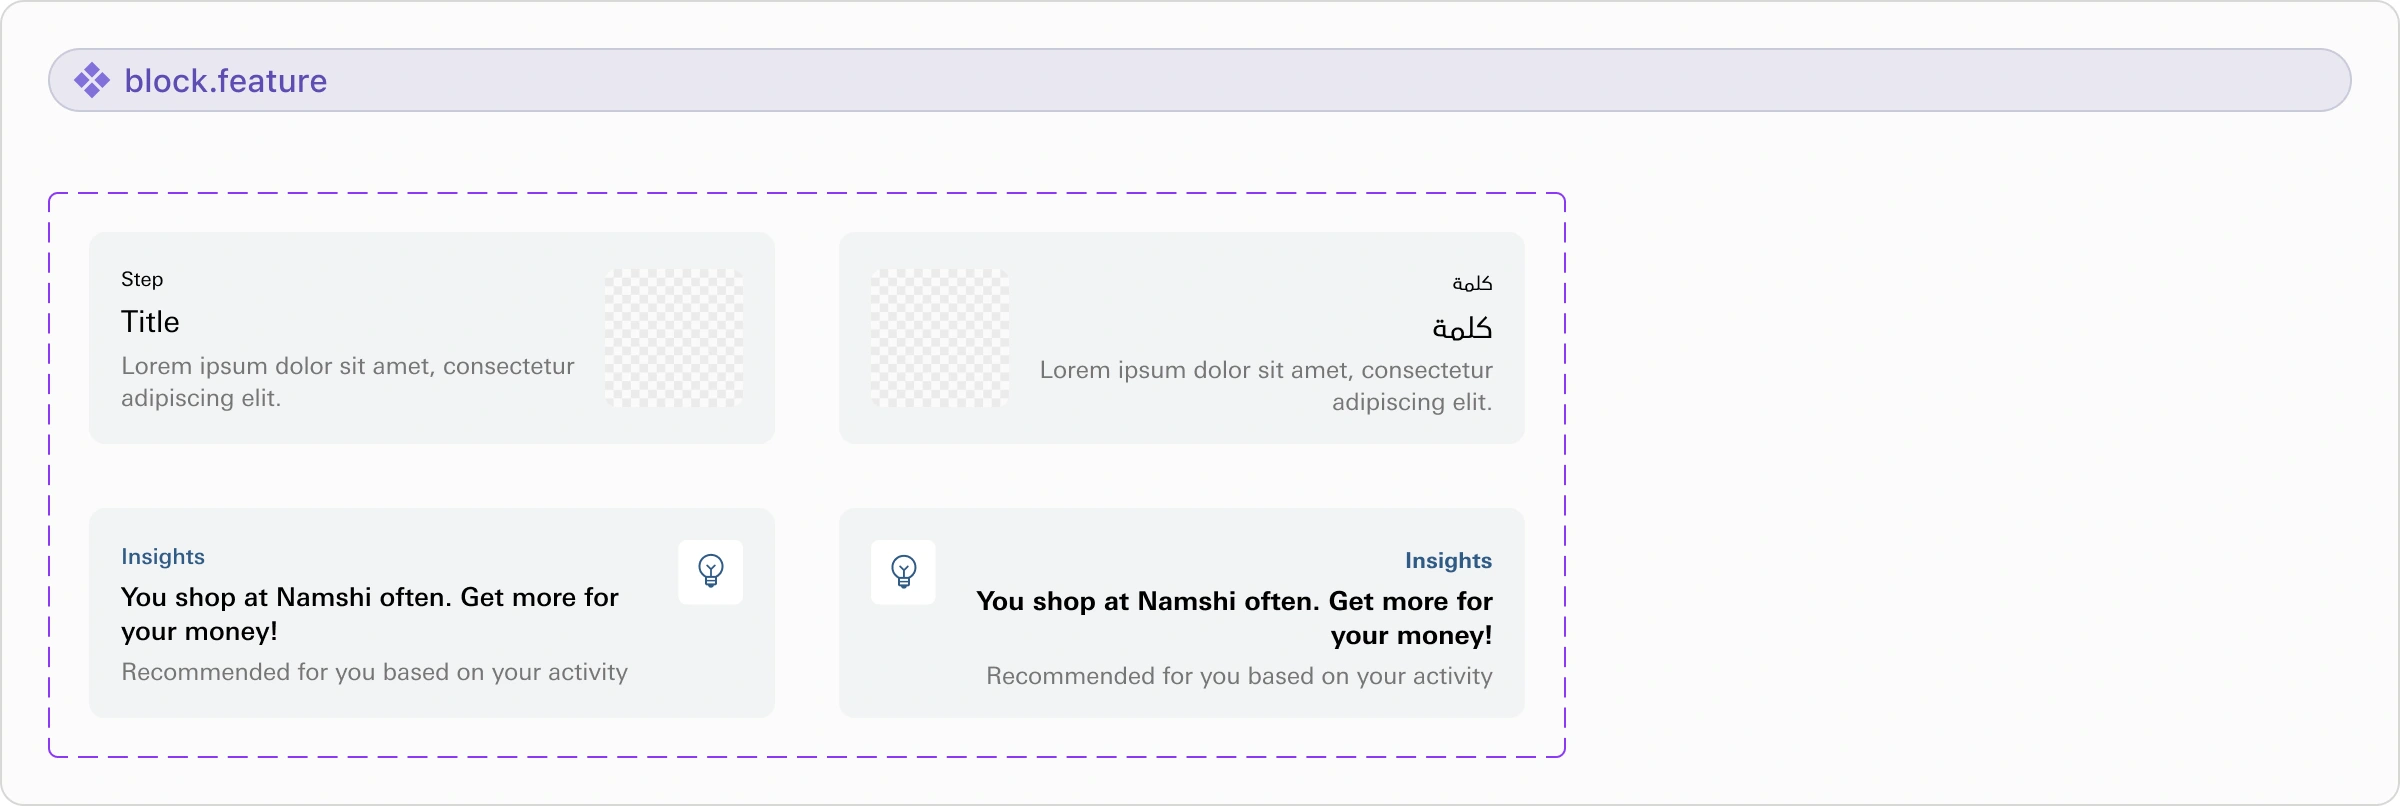 block.feature
Step
Title
Lorem ipsum dolor sit amet, consectetur
adipiscing elit.
كلمة
كلمة
Lorem ipsum dolor sit amet, consectetur
adipiscing elit.
Insights
You shop at Namshi often. Get more for
your money!
Recommended for you based on your activity
Insights
You shop at Namshi often. Get more for
your money!
Recommended for you based on your activity